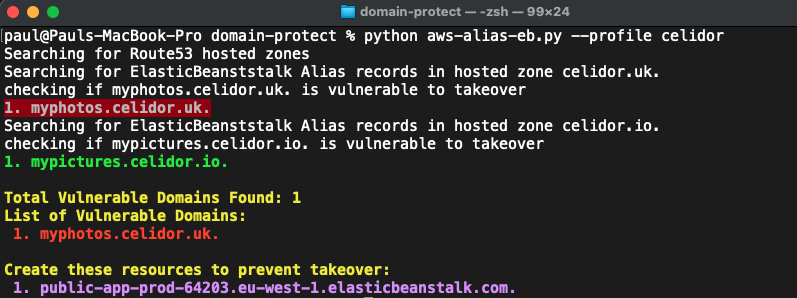 domain-protect — -zsh — 99×24
paul@Pauls-MacBook-Pro domain-protect % python aws-alias-eb.py --profile celidor
Searching for Route53 hosted zones
Searching for ElasticBeanststalk Alias records in hosted zone celidor.uk.
checking if myphotos.celidor.uk. is vulnerable to takeover
1. myphotos.celidor.uk.
Searching for ElasticBeanststalk Alias records in hosted zone celidor.io.
checking if mypictures.celidor.io. is vulnerable to takeover
1. mypictures.celidor.io.
Total Vulnerable Domains Found: 1
List of Vulnerable Domains:
1. myphotos.celidor.uk.
Create these resources to prevent takeover:
1. public-app-prod-64203.eu-west-1.elasticbeanstalk.com.